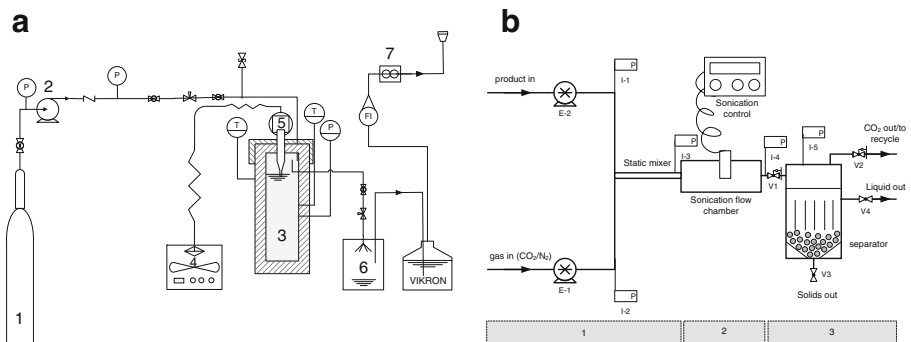 a
P
2
P
7
FI
T
5
T
P
3
4
1
6
VIKRON
b
product in
E-2
P
I-1
Sonication
control
Static mixer
P
I-3
P
I-4
P
I-5
CO₂ out/to
recycle
V2
V1
Sonication flow
chamber
Liquid out
V4
separator
V3
Solids out
gas in (CO₂/N₂)
E-1
P
I-2
1
2
3